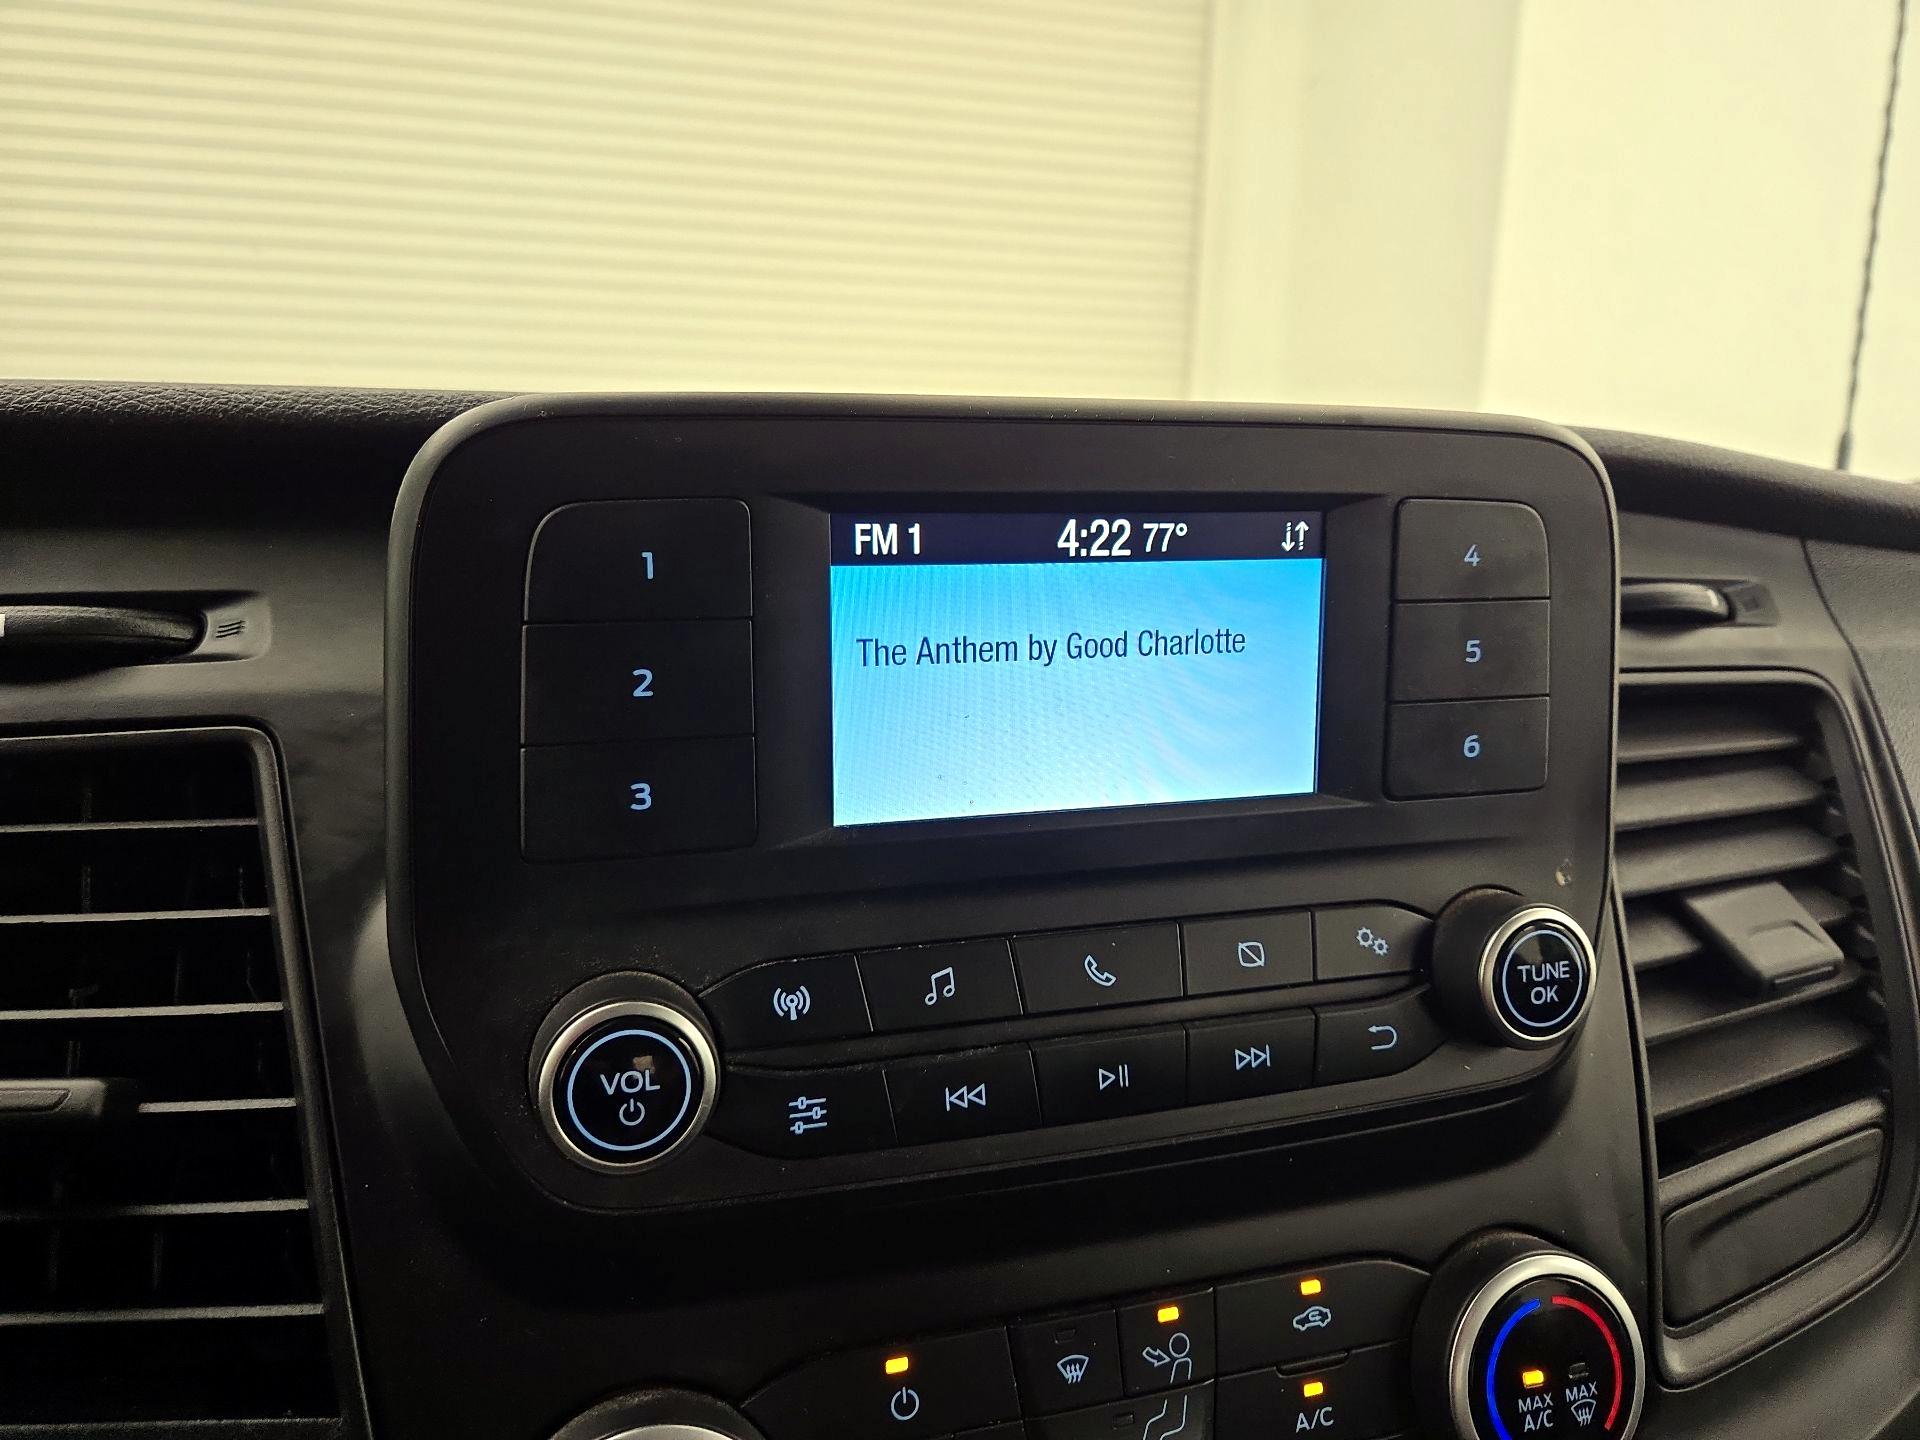 FM 1 4:22 77°
The Anthem by Good Charlotte
1
2
3
4
5
6
TUNE
OK
VOL
MAX
A/C
MAX
A/C